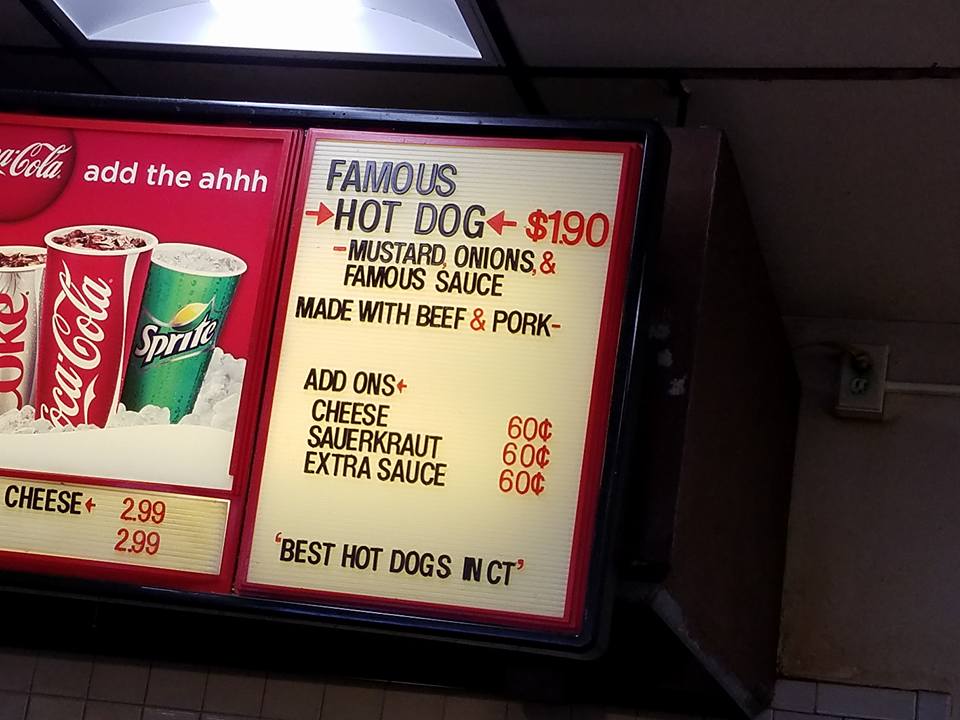 Coca-Cola
add the ahhh
Coke
Coca-Cola
Sprite
CHEESE 2.99
2.99
FAMOUS
→HOT DOG← $1.90
-MUSTARD, ONIONS, &
FAMOUS SAUCE
MADE WITH BEEF & PORK-
ADD ONS
CHEESE 60¢
SAUERKRAUT 60¢
EXTRA SAUCE 60¢
'BEST HOT DOGS IN CT'